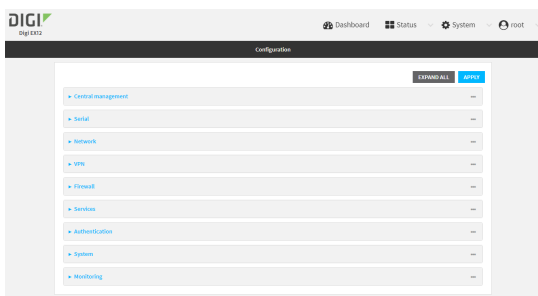 DIGI
Digi EX12
Dashboard
Status
System
root
Configuration
EXPAND ALL
APPLY
Central management
Serial
Network
VPN
Firewall
Services
Authentication
System
Monitoring